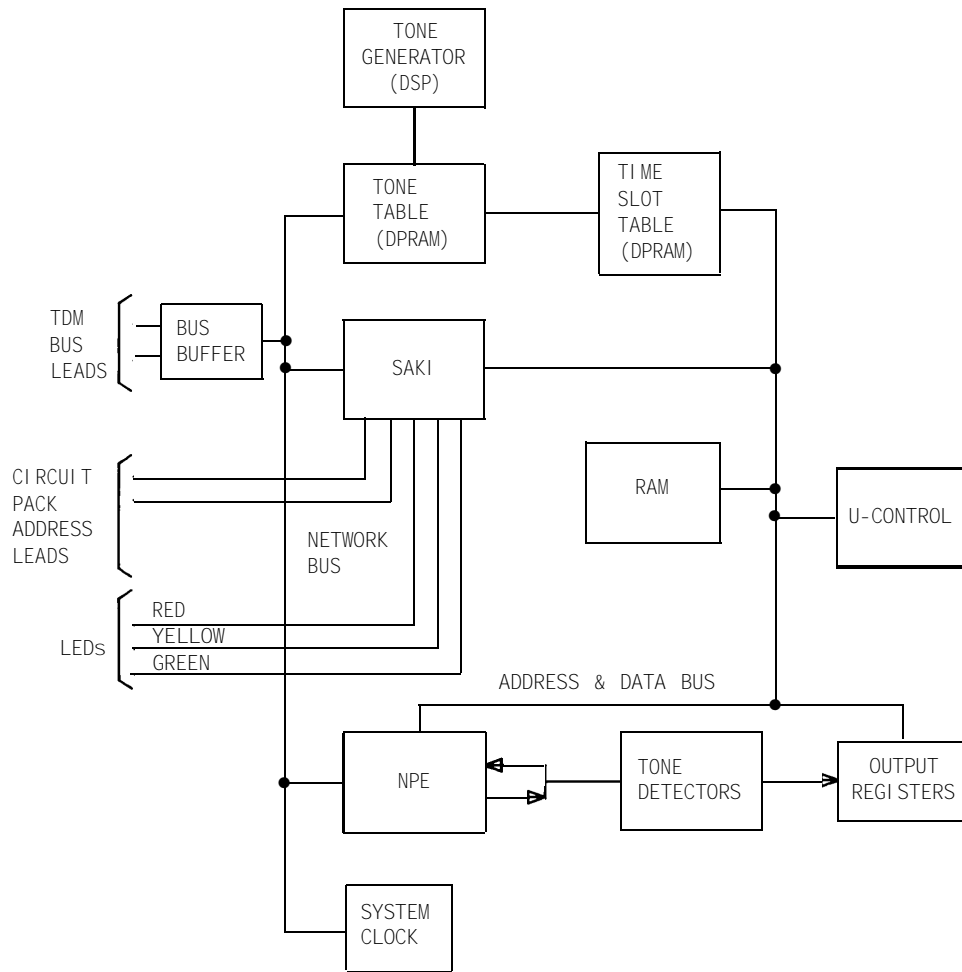 TONE
GENERATOR
(DSP)
TONE
TABLE
(DPRAM)
TIME
SLOT
TABLE
(DPRAM)
TDM
BUS
LEADS
BUS
BUFFER
SAKI
CIRCUIT
PACK
ADDRESS
LEADS
RAM
U-CONTROL
NETWORK
BUS
LEDs
RED
YELLOW
GREEN
ADDRESS & DATA BUS
NPE
TONE
DETECTORS
OUTPUT
REGISTERS
SYSTEM
CLOCK